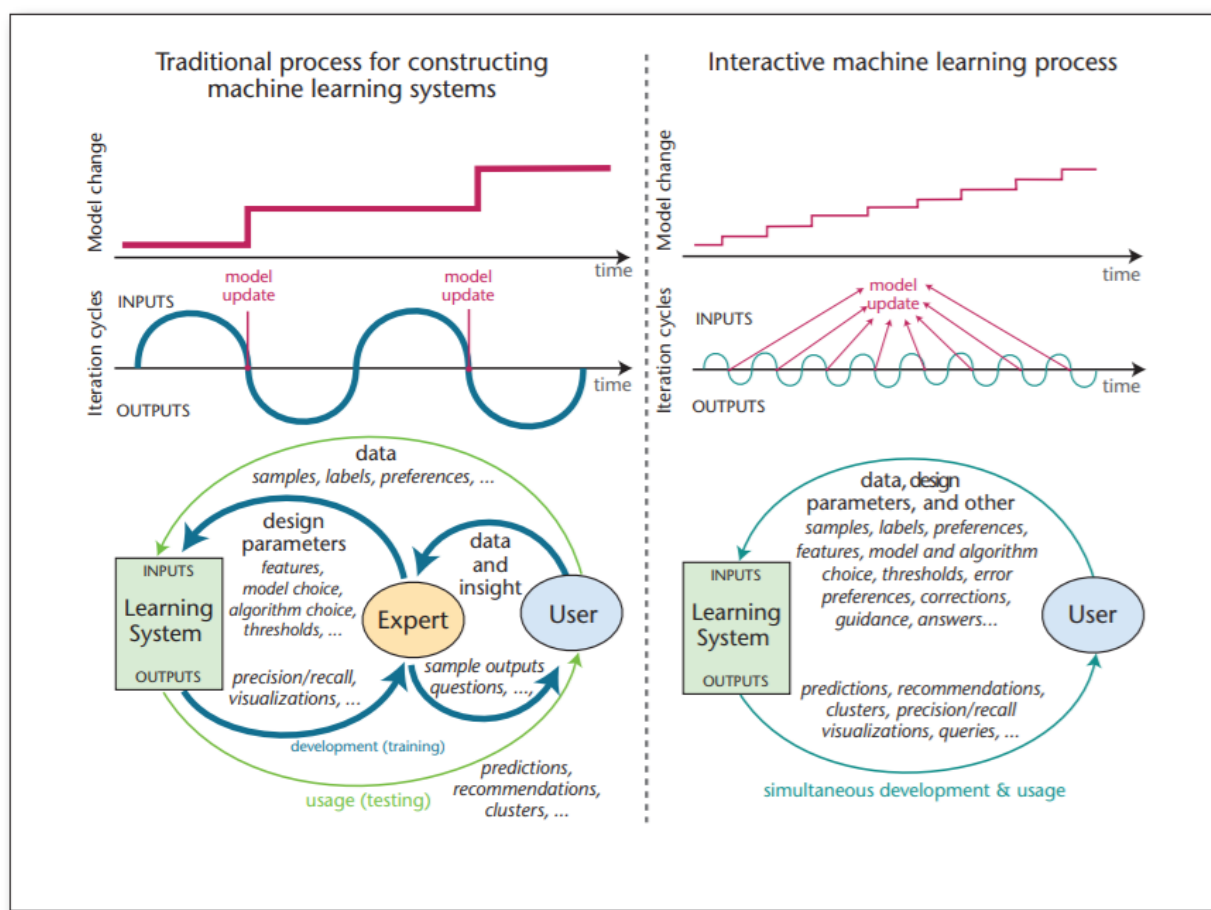 Traditional process for constructing
machine learning systems
Model change
time
model
update
model
update
Iteration cycles
INPUTS
time
OUTPUTS
data
samples, labels, preferences, ...
design
parameters
features,
model choice,
algorithm choice,
thresholds, ...
data
and
insight
INPUTS
Learning
System
OUTPUTS
Expert
User
precision/recall,
visualizations, ...
sample outputs
questions, ...,
development (training)
usage (testing)
predictions,
recommendations,
clusters, ...
Interactive machine learning process
Model change
time
model
update
Iteration cycles
INPUTS
time
OUTPUTS
data, design
parameters, and other
samples, labels, preferences,
features, model and algorithm
choice, thresholds, error
preferences, corrections,
guidance, answers...
INPUTS
Learning
System
OUTPUTS
User
predictions, recommendations,
clusters, precision/recall
visualizations, queries, ...
simultaneous development & usage